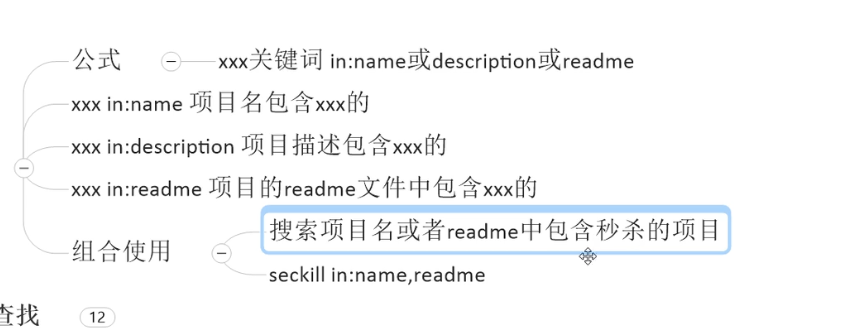 公式
xxx关键词 in:name或description或readme
xxx in:name 项目名包含xxx的
xxx in:description 项目描述包含xxx的
xxx in:readme 项目的readme文件中包含xxx的
搜索项目名或者readme中包含秒杀的项目
组合使用
seckill in:name,readme
查找
12